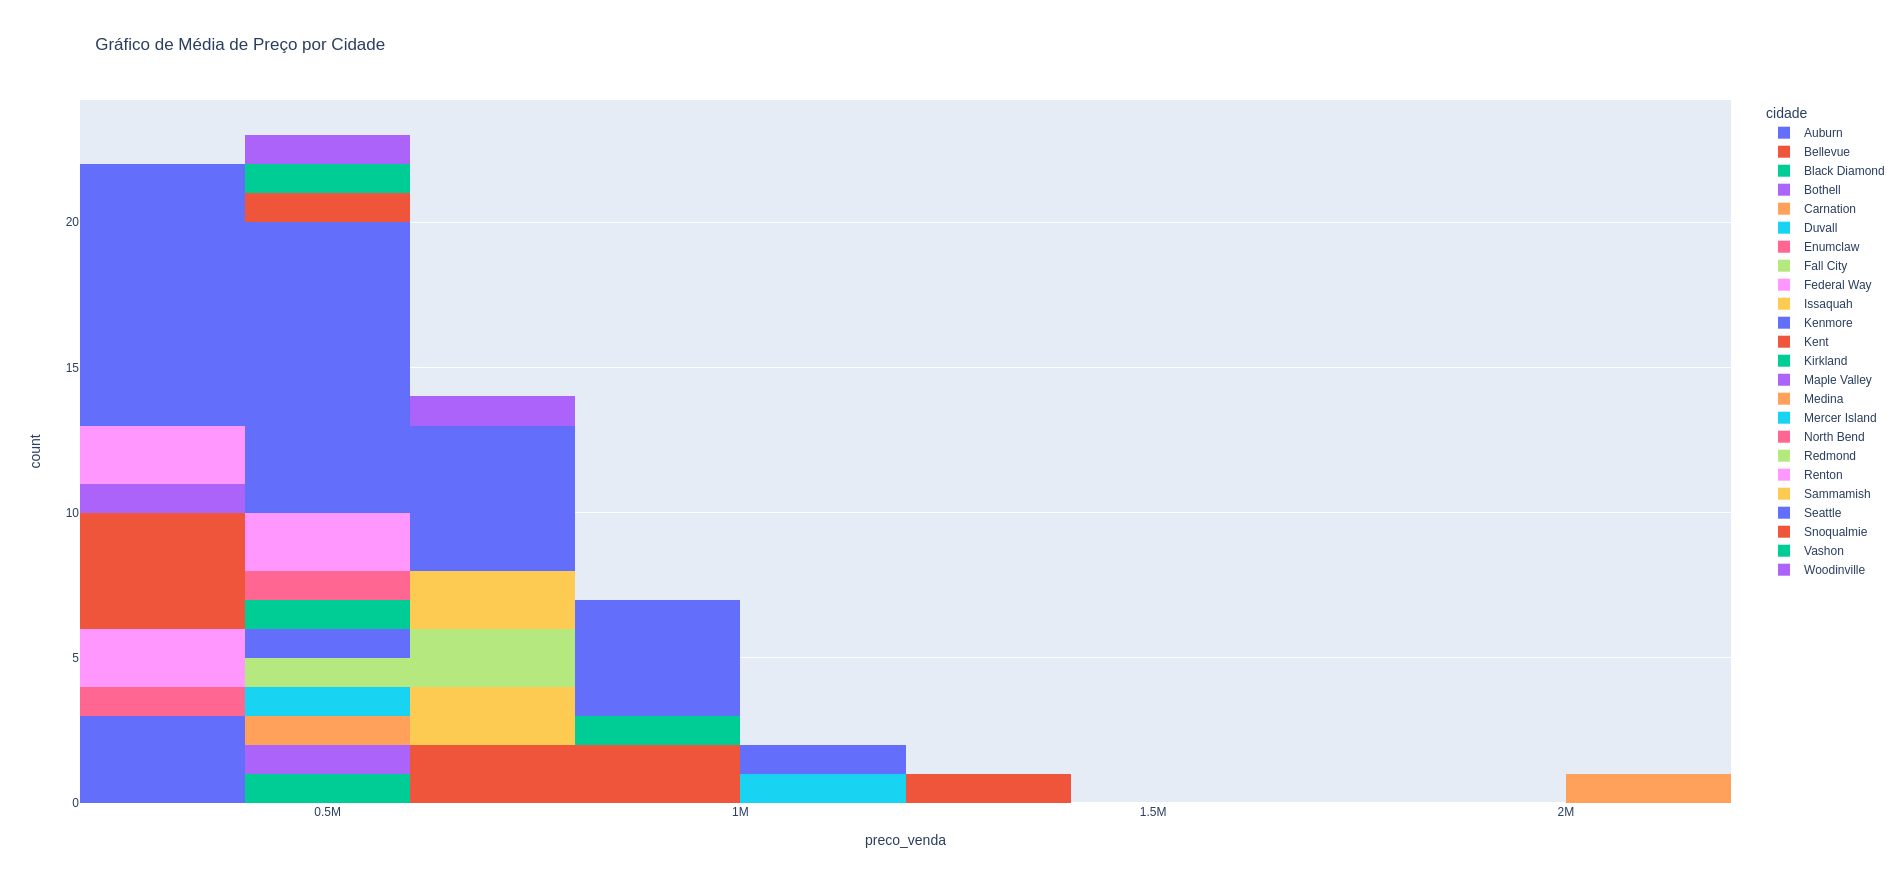 Gráfico de Média de Preço por Cidade
cidade
Auburn
Bellevue
Black Diamond
Bothell
Carnation
Duvall
Enumclaw
Fall City
Federal Way
Issaquah
Kenmore
Kent
Kirkland
Maple Valley
Medina
Mercer Island
North Bend
Redmond
Renton
Sammamish
Seattle
Snoqualmie
Vashon
Woodinville
count
20
15
10
5
0
0.5M 1M 1.5M 2M
preco_venda